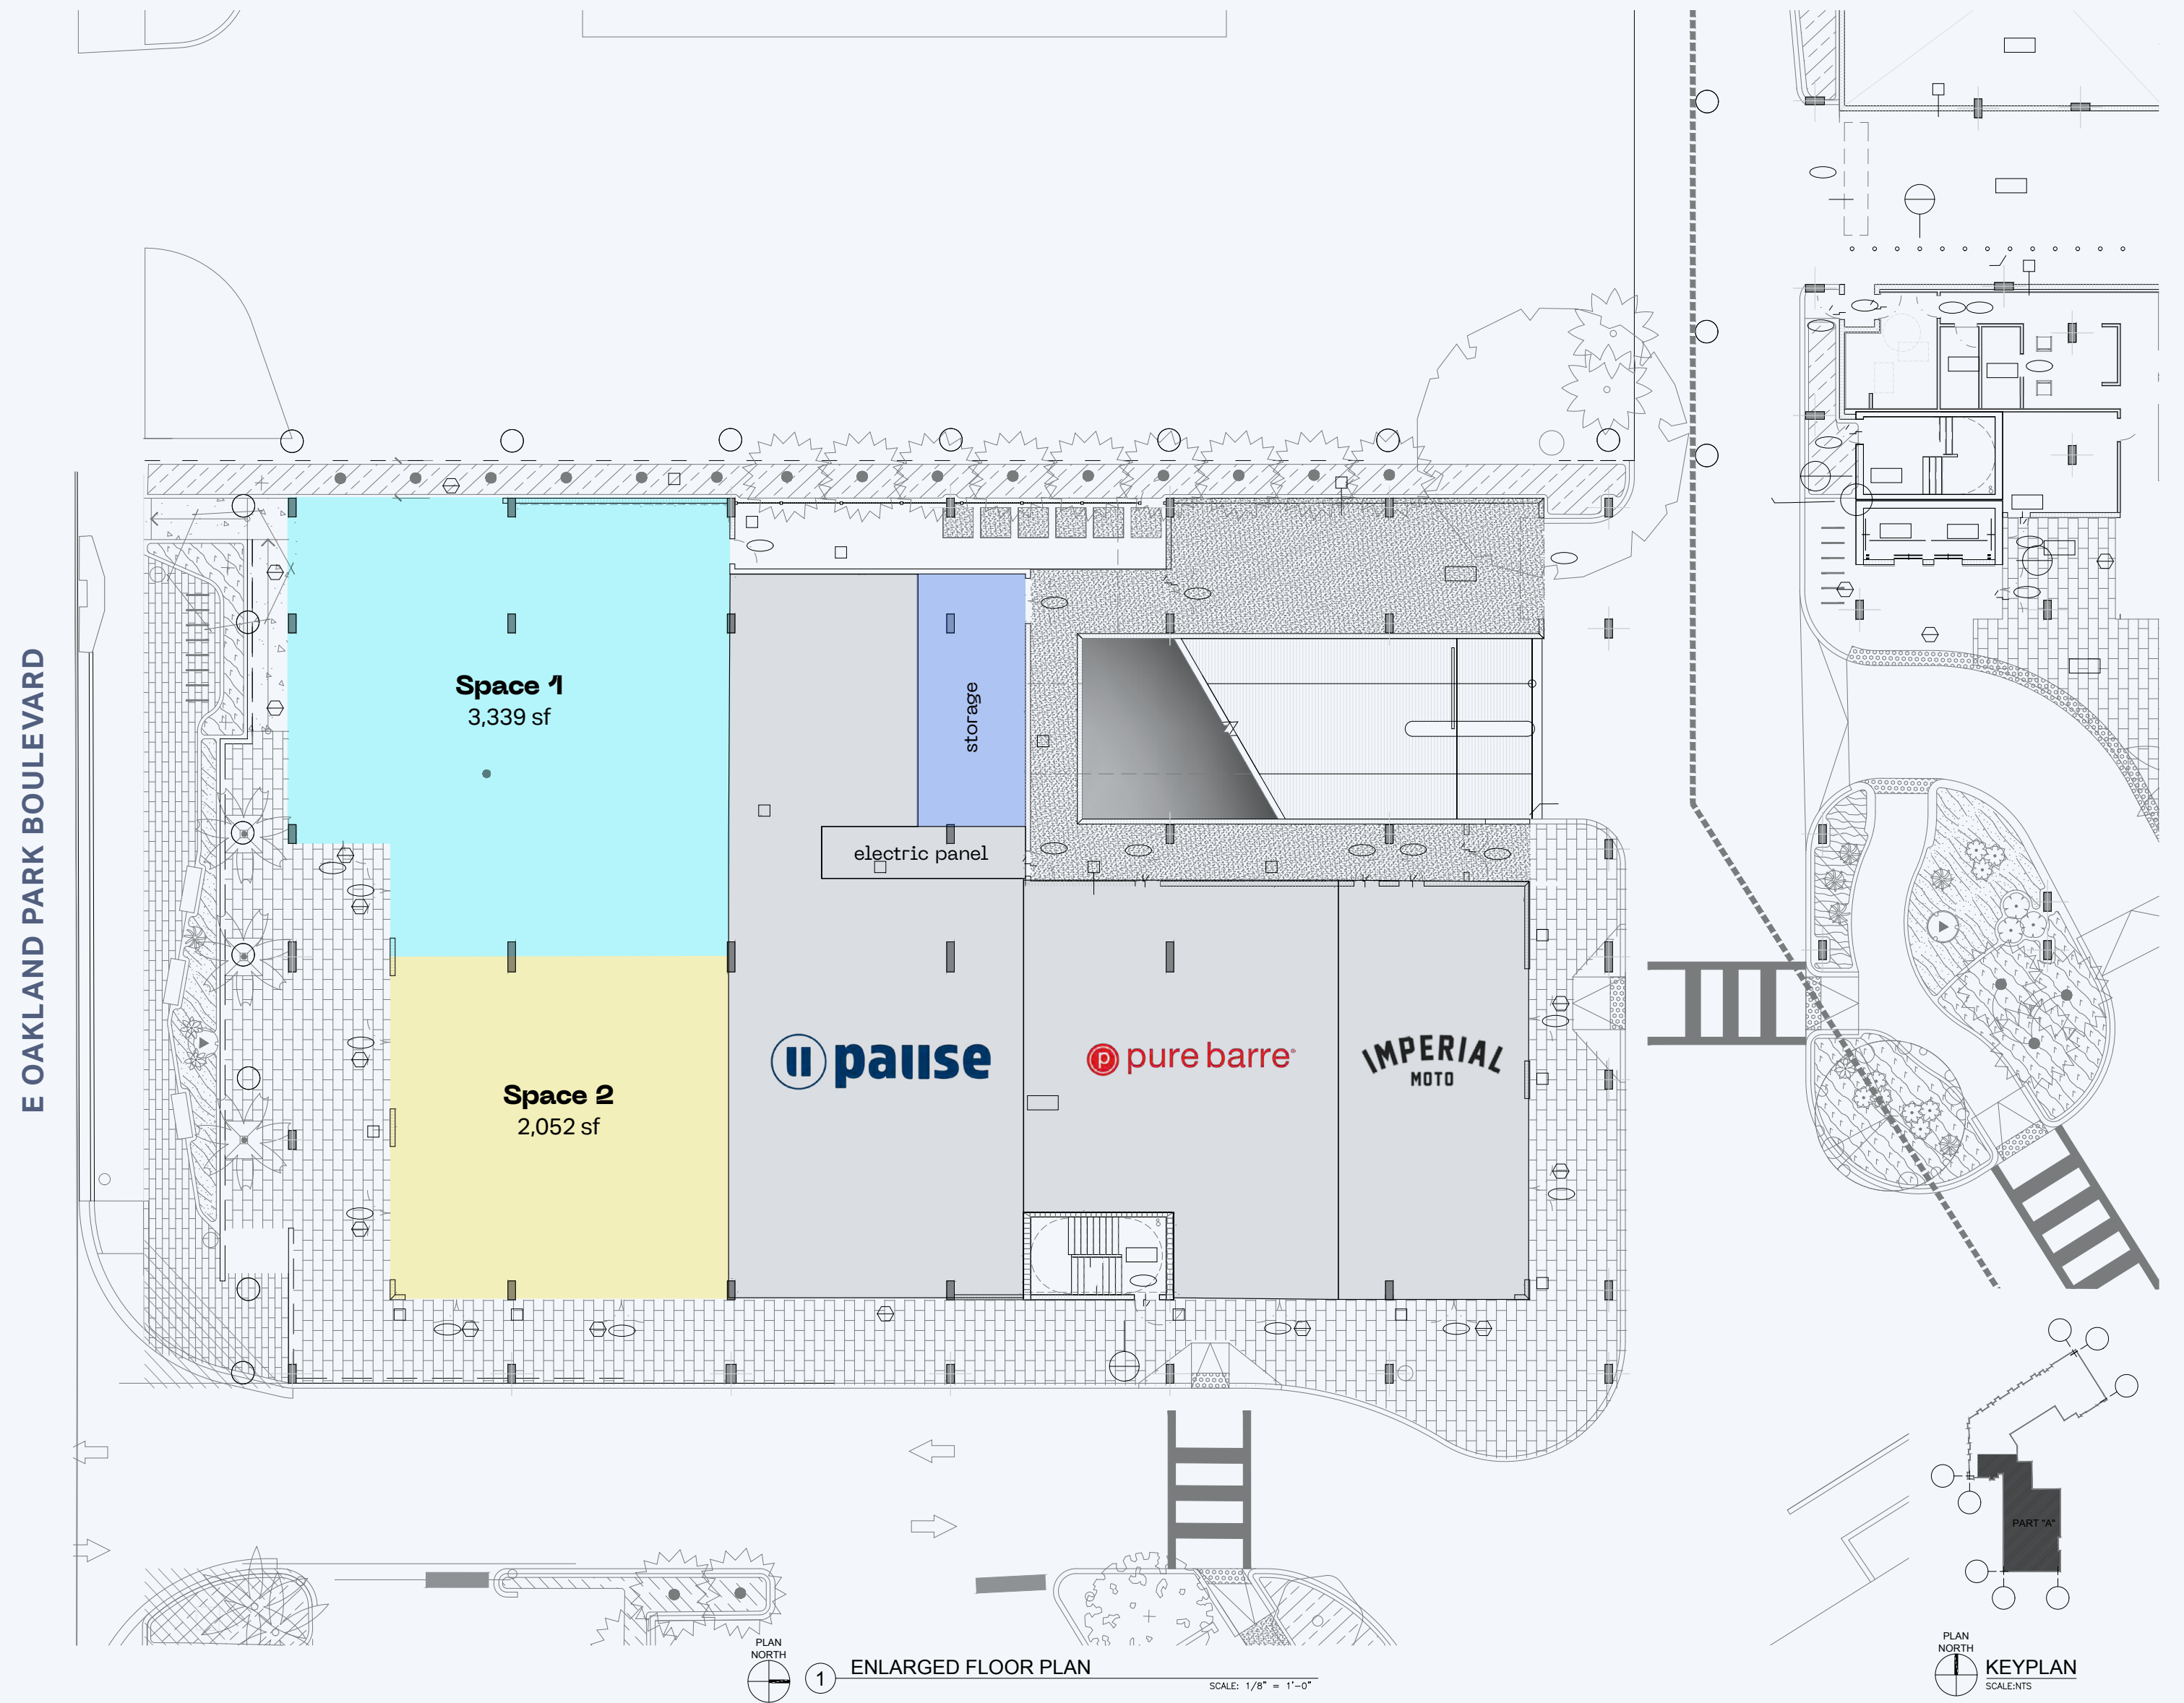 E OAKLAND PARK BOULEVARD
Space 1
3,339 sf
storage
electric panel
Space 2
2,052 sf
pause
p pure barre®
IMPERIAL
MOTO
PART "A"
PLAN
NORTH
1 ENLARGED FLOOR PLAN
SCALE: 1/8" = 1'-0"
PLAN
NORTH
KEYPLAN
SCALE:NTS